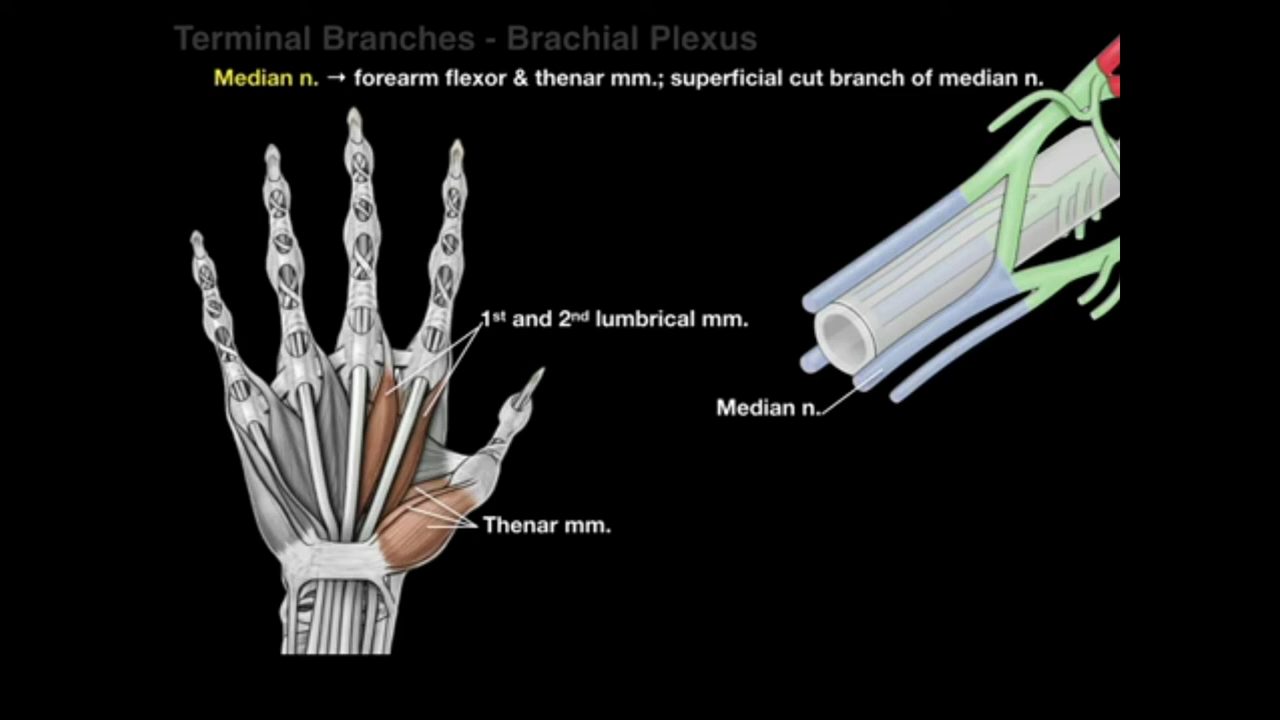 Terminal Branches - Brachial Plexus
Median n. → forearm flexor & thenar mm.; superficial cut branch of median n.
1st and 2nd lumbrical mm.
Median n.
Thenar mm.